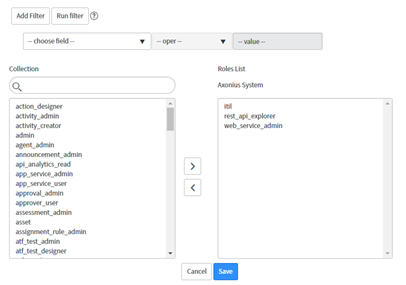 Add Filter Run filter ?
-- choose field -- -- oper -- -- value --
Collection
Roles List
Axonius System
action_designer
activity_admin
activity_creator
admin
agent_admin
announcement_admin
api_analytics_read
app_service_admin
app_service_user
approval_admin
approver_user
assessment_admin
asset
assignment_rule_admin
atf_test_admin
atf_test_designer
itil
rest_api_explorer
web_service_admin
Cancel Save